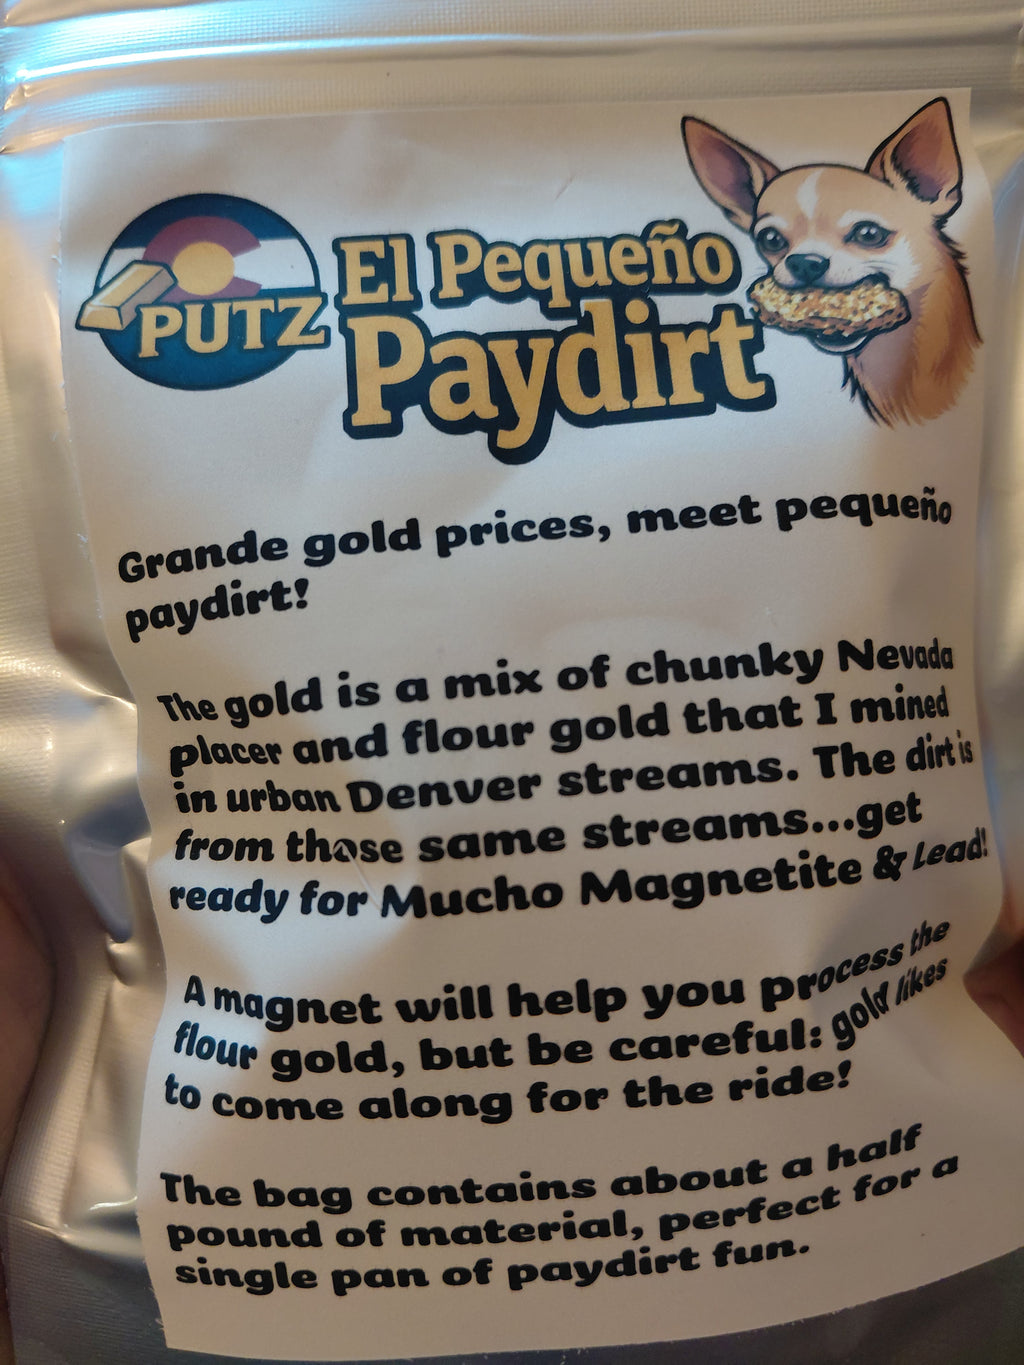 PUTZ
El Pequeño
Paydirt
Grande gold prices, meet pequeño
paydirt!
The gold is a mix of chunky Nevada
placer and flour gold that I mined
in urban Denver streams. The dirt is
from those same streams...get
ready for Mucho Magnetite & Lead!
A magnet will help you process the
flour gold, but be careful: gold likes
to come along for the ride!
The bag contains about a half
pound of material, perfect for a
single pan of paydirt fun.